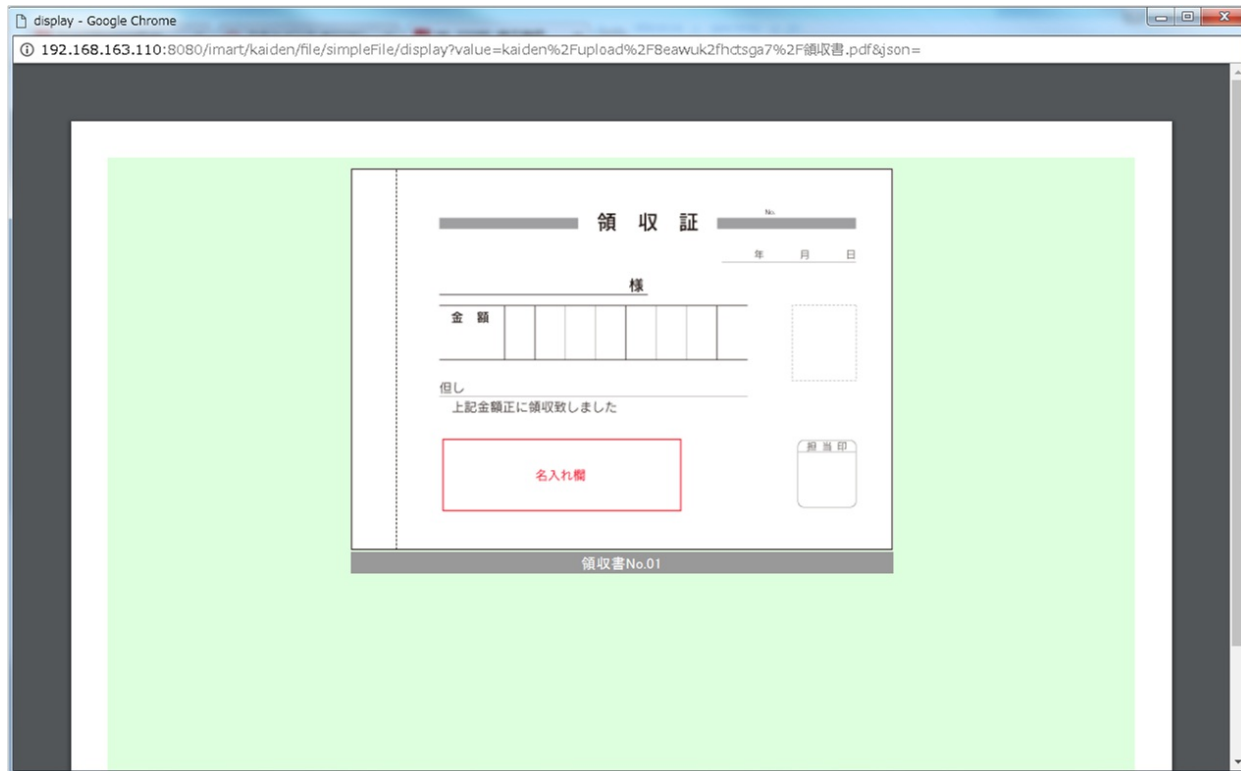 display - Google Chrome
192.168.163.110:8080/imart/kaiden/file/simpleFile/display?value=kaiden%2Fupload%2F8eawuk2fhctsga7%2F領収書.pdf&json=
No.
領 収 証
年 月 日
様
金 額
但し
上記金額正に領収致しました
担 当 印
名入れ欄
領収書No.01